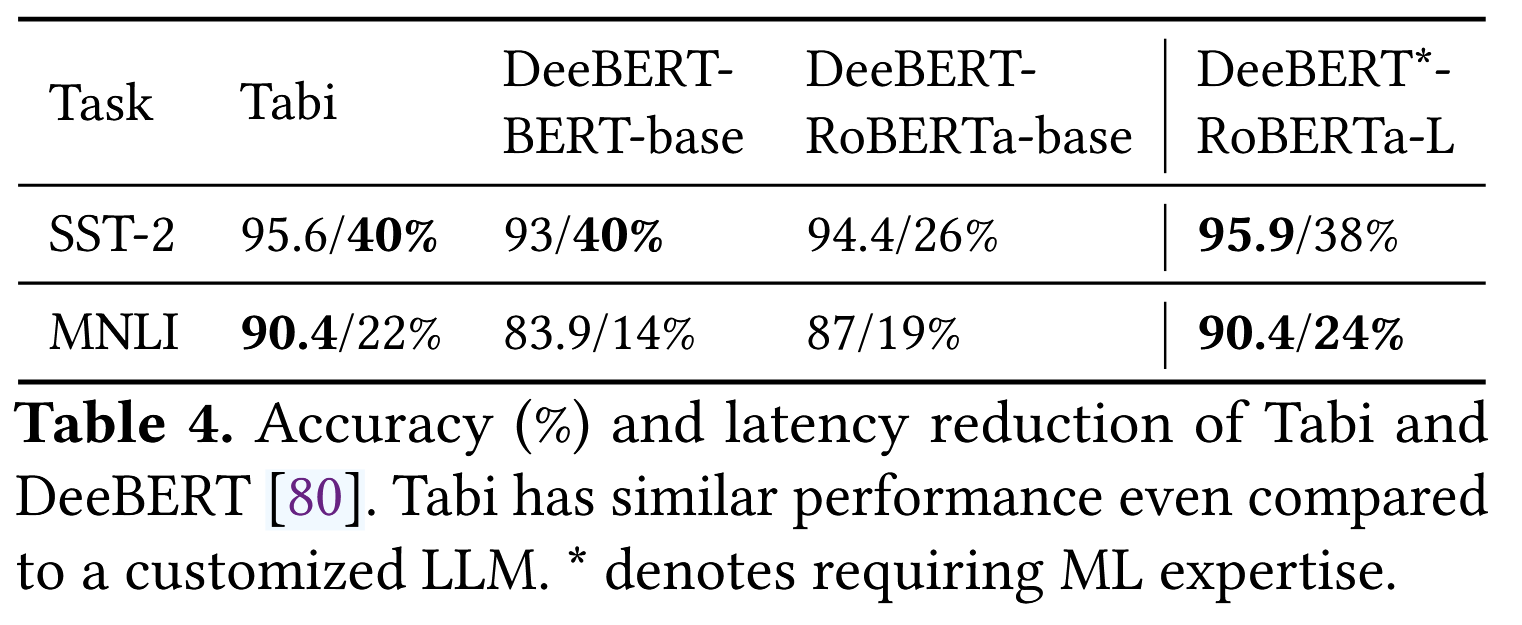 Task Tabi DeeBERT-BERT-base DeeBERT-RoBERTa-base DeeBERT*-RoBERTa-L
SST-2 95.6/40% 93/40% 94.4/26% 95.9/38%
MNLI 90.4/22% 83.9/14% 87/19% 90.4/24%
Table 4. Accuracy (%) and latency reduction of Tabi and
DeeBERT [80]. Tabi has similar performance even compared
to a customized LLM. * denotes requiring ML expertise.